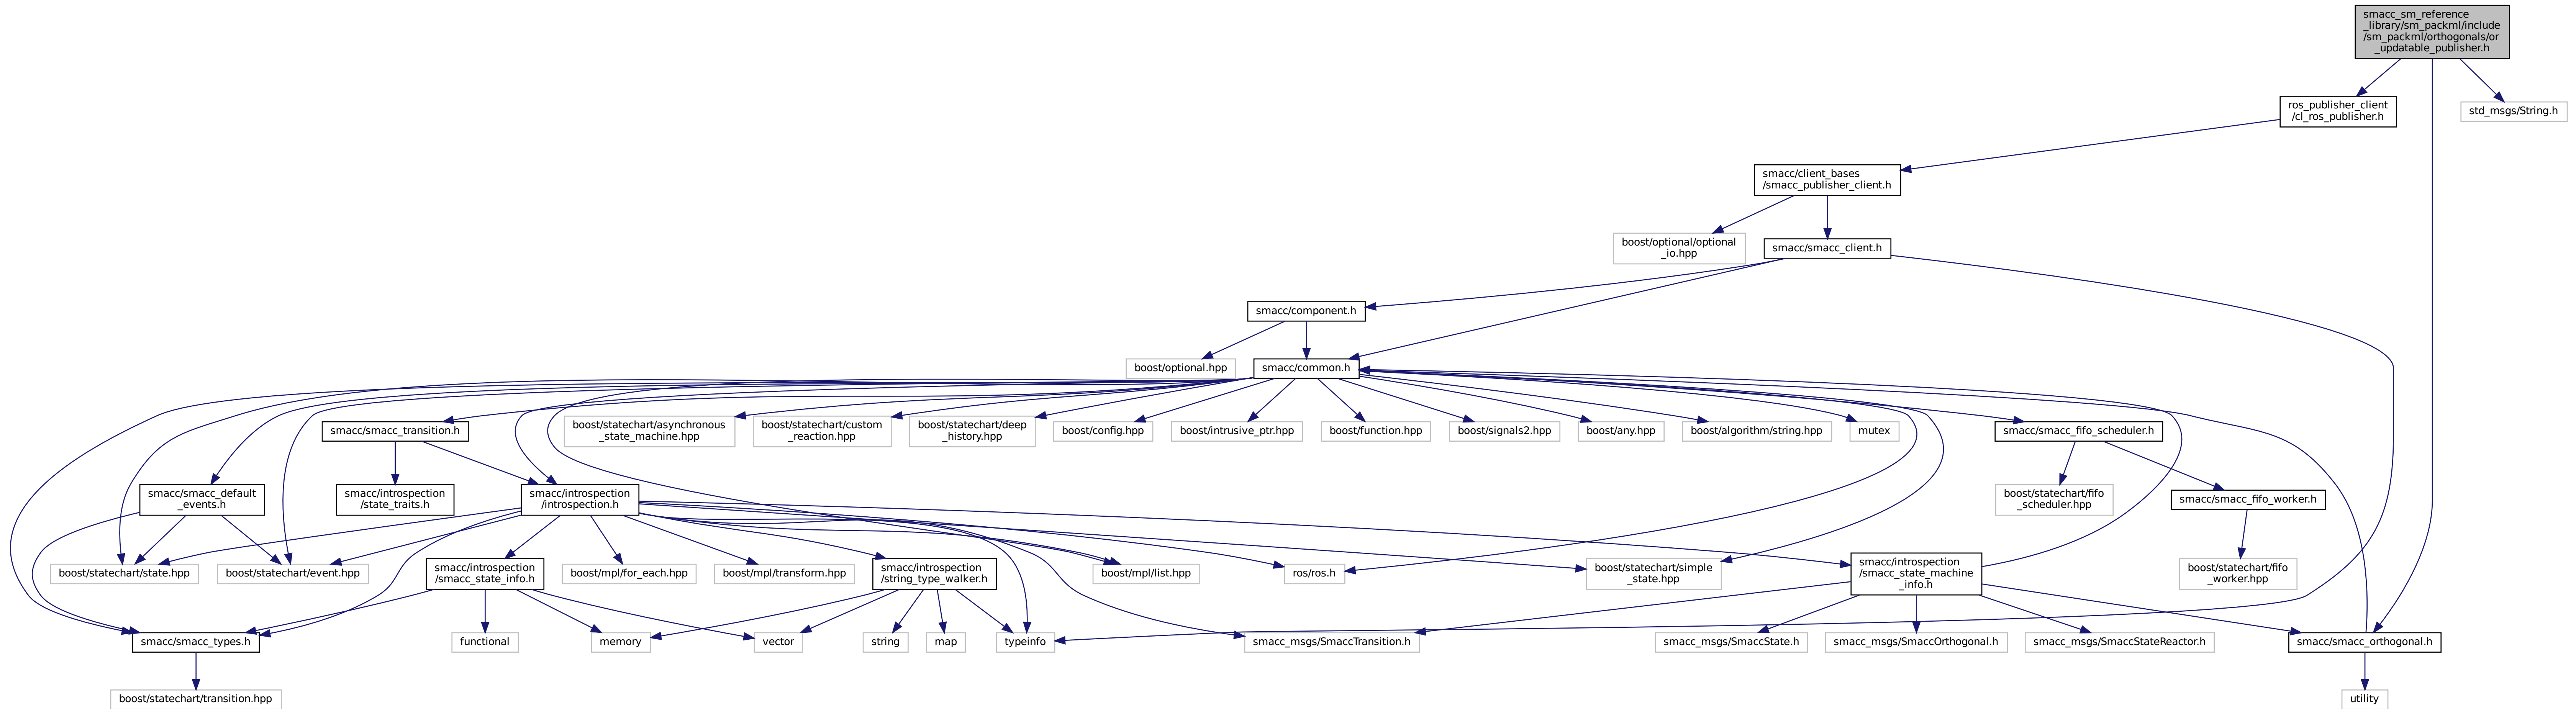 smacc_sm_reference
_library/sm_packml/include
/sm_packml/orthogonals/or
_updatable_publisher.h
ros_publisher_client
/cl_ros_publisher.h
std_msgs/String.h
smacc/client_bases
/smacc_publisher_client.h
boost/optional/optional
_io.hpp
smacc/smacc_client.h
smacc/component.h
boost/optional.hpp
smacc/common.h
smacc/smacc_transition.h
boost/statechart/asynchronous
_state_machine.hpp
boost/statechart/custom
_reaction.hpp
boost/statechart/deep
_history.hpp
boost/config.hpp
boost/intrusive_ptr.hpp
boost/function.hpp
boost/signals2.hpp
boost/any.hpp
boost/algorithm/string.hpp
mutex
smacc/smacc_fifo_scheduler.h
smacc/smacc_default
_events.h
smacc/introspection
/state_traits.h
smacc/introspection
/introspection.h
boost/statechart/fifo
_scheduler.hpp
smacc/smacc_fifo_worker.h
boost/statechart/state.hpp
boost/statechart/event.hpp
smacc/introspection
/smacc_state_info.h
boost/mpl/for_each.hpp
boost/mpl/transform.hpp
smacc/introspection
/string_type_walker.h
boost/mpl/list.hpp
ros/ros.h
boost/statechart/simple
_state.hpp
smacc/introspection
/smacc_state_machine
_info.h
boost/statechart/fifo
_worker.hpp
smacc/smacc_types.h
functional
memory
vector
string
map
typeinfo
smacc_msgs/SmaccTransition.h
smacc_msgs/SmaccState.h
smacc_msgs/SmaccOrthogonal.h
smacc_msgs/SmaccStateReactor.h
smacc/smacc_orthogonal.h
boost/statechart/transition.hpp
utility